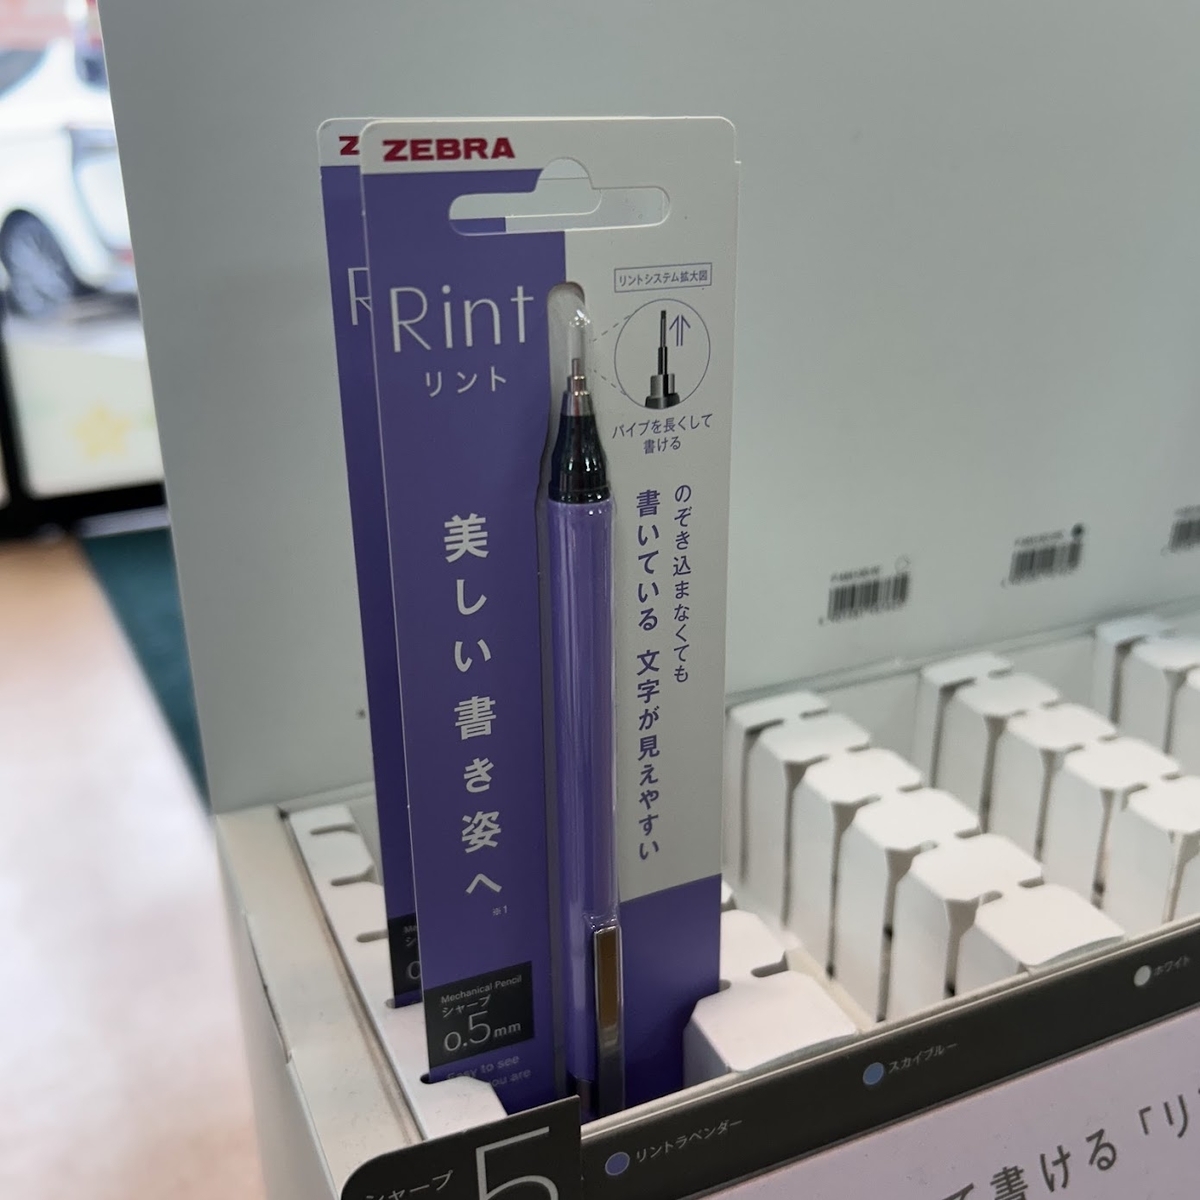 ZEBRA
Rint
リント
リントシステム拡大図
パイプを長くして
書ける
のぞき込まなくても
書いている 文字が見えやすい
美しい書き姿へ
※1
Mechanical Pencil
シャープ
0.5mm
to see
you are
ホワイト
スカイブルー
リントラベンダー
シャープ
5
て書ける「リ